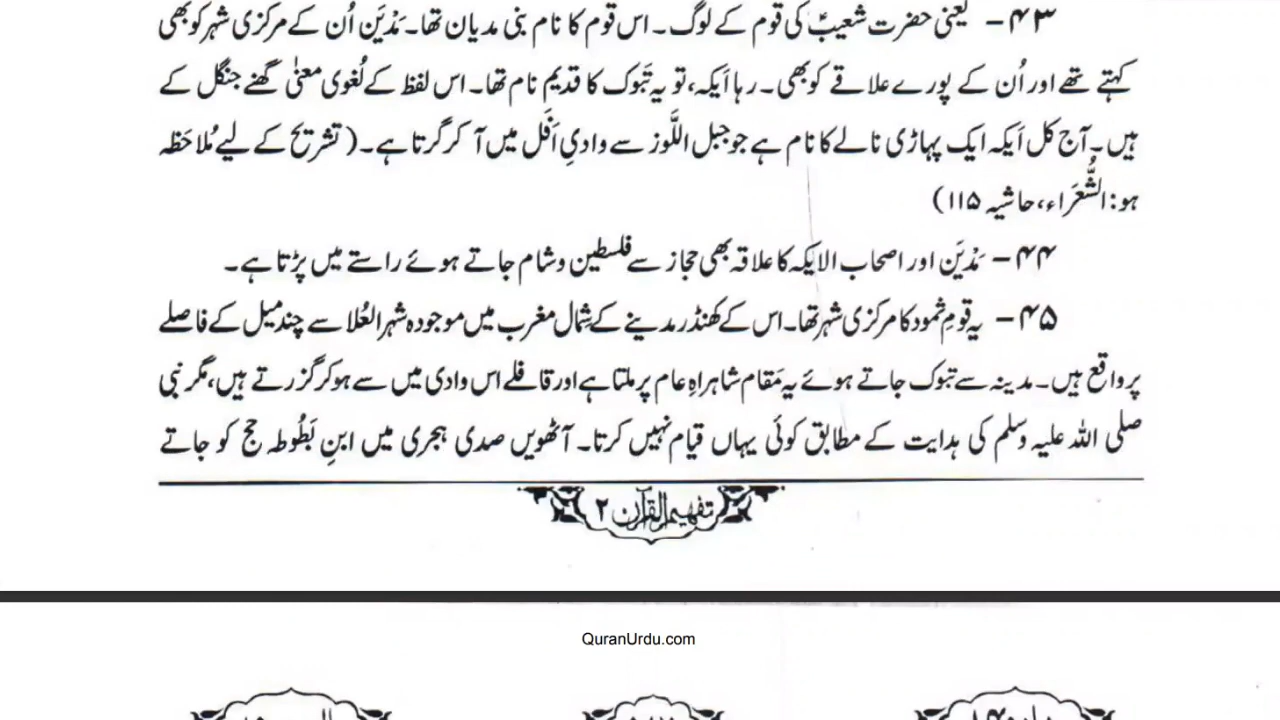 ۴۳- یعنی حضرت شعیبؑ کی قوم کے لوگ۔ اس قوم کا نام بنی مدیان تھا۔ مَدْیَن اُن کے مرکزی شہر کو بھی
کہتے تھے اور اُن کے پورے علاقے کو بھی۔ رہا اَیکہ، تو یہ تَبوک کا قدیم نام تھا۔ اس لفظ کے لُغوی معنیٰ گھنے جنگل کے
ہیں۔ آج کل اَیکہ ایک پہاڑی نالے کا نام ہے جو جبل اللَّوز سے وادیِ اَفَل میں آ کر گرتا ہے۔ (تشریح کے لیے مُلاحَظہ
ہو: الشُّعَرَاء، حاشیہ ۱۱۵)
۴۴- مَدْیَن اور اصحاب الایکہ کا علاقہ بھی حجاز سے فلسطین و شام جاتے ہوئے راستے میں پڑتا ہے۔
۴۵- یہ قومِ ثمود کا مرکزی شہر تھا۔ اس کے کھنڈر مدینے کے شمال مغرب میں موجودہ شہر العُلا سے چند میل کے فاصلے
پر واقع ہیں۔ مدینہ سے تبوک جاتے ہوئے یہ مَقام شاہراہِ عام پر ملتا ہے اور قافلے اس وادی میں سے ہو کر گزرتے ہیں، مگر نبی
صلی اللہ علیہ وسلم کی ہدایت کے مطابق کوئی یہاں قیام نہیں کرتا۔ آٹھویں صدی ہجری میں ابنِ بَطُوطہ حج کو جاتے
تفہیم القرآن ۲
QuranUrdu.com